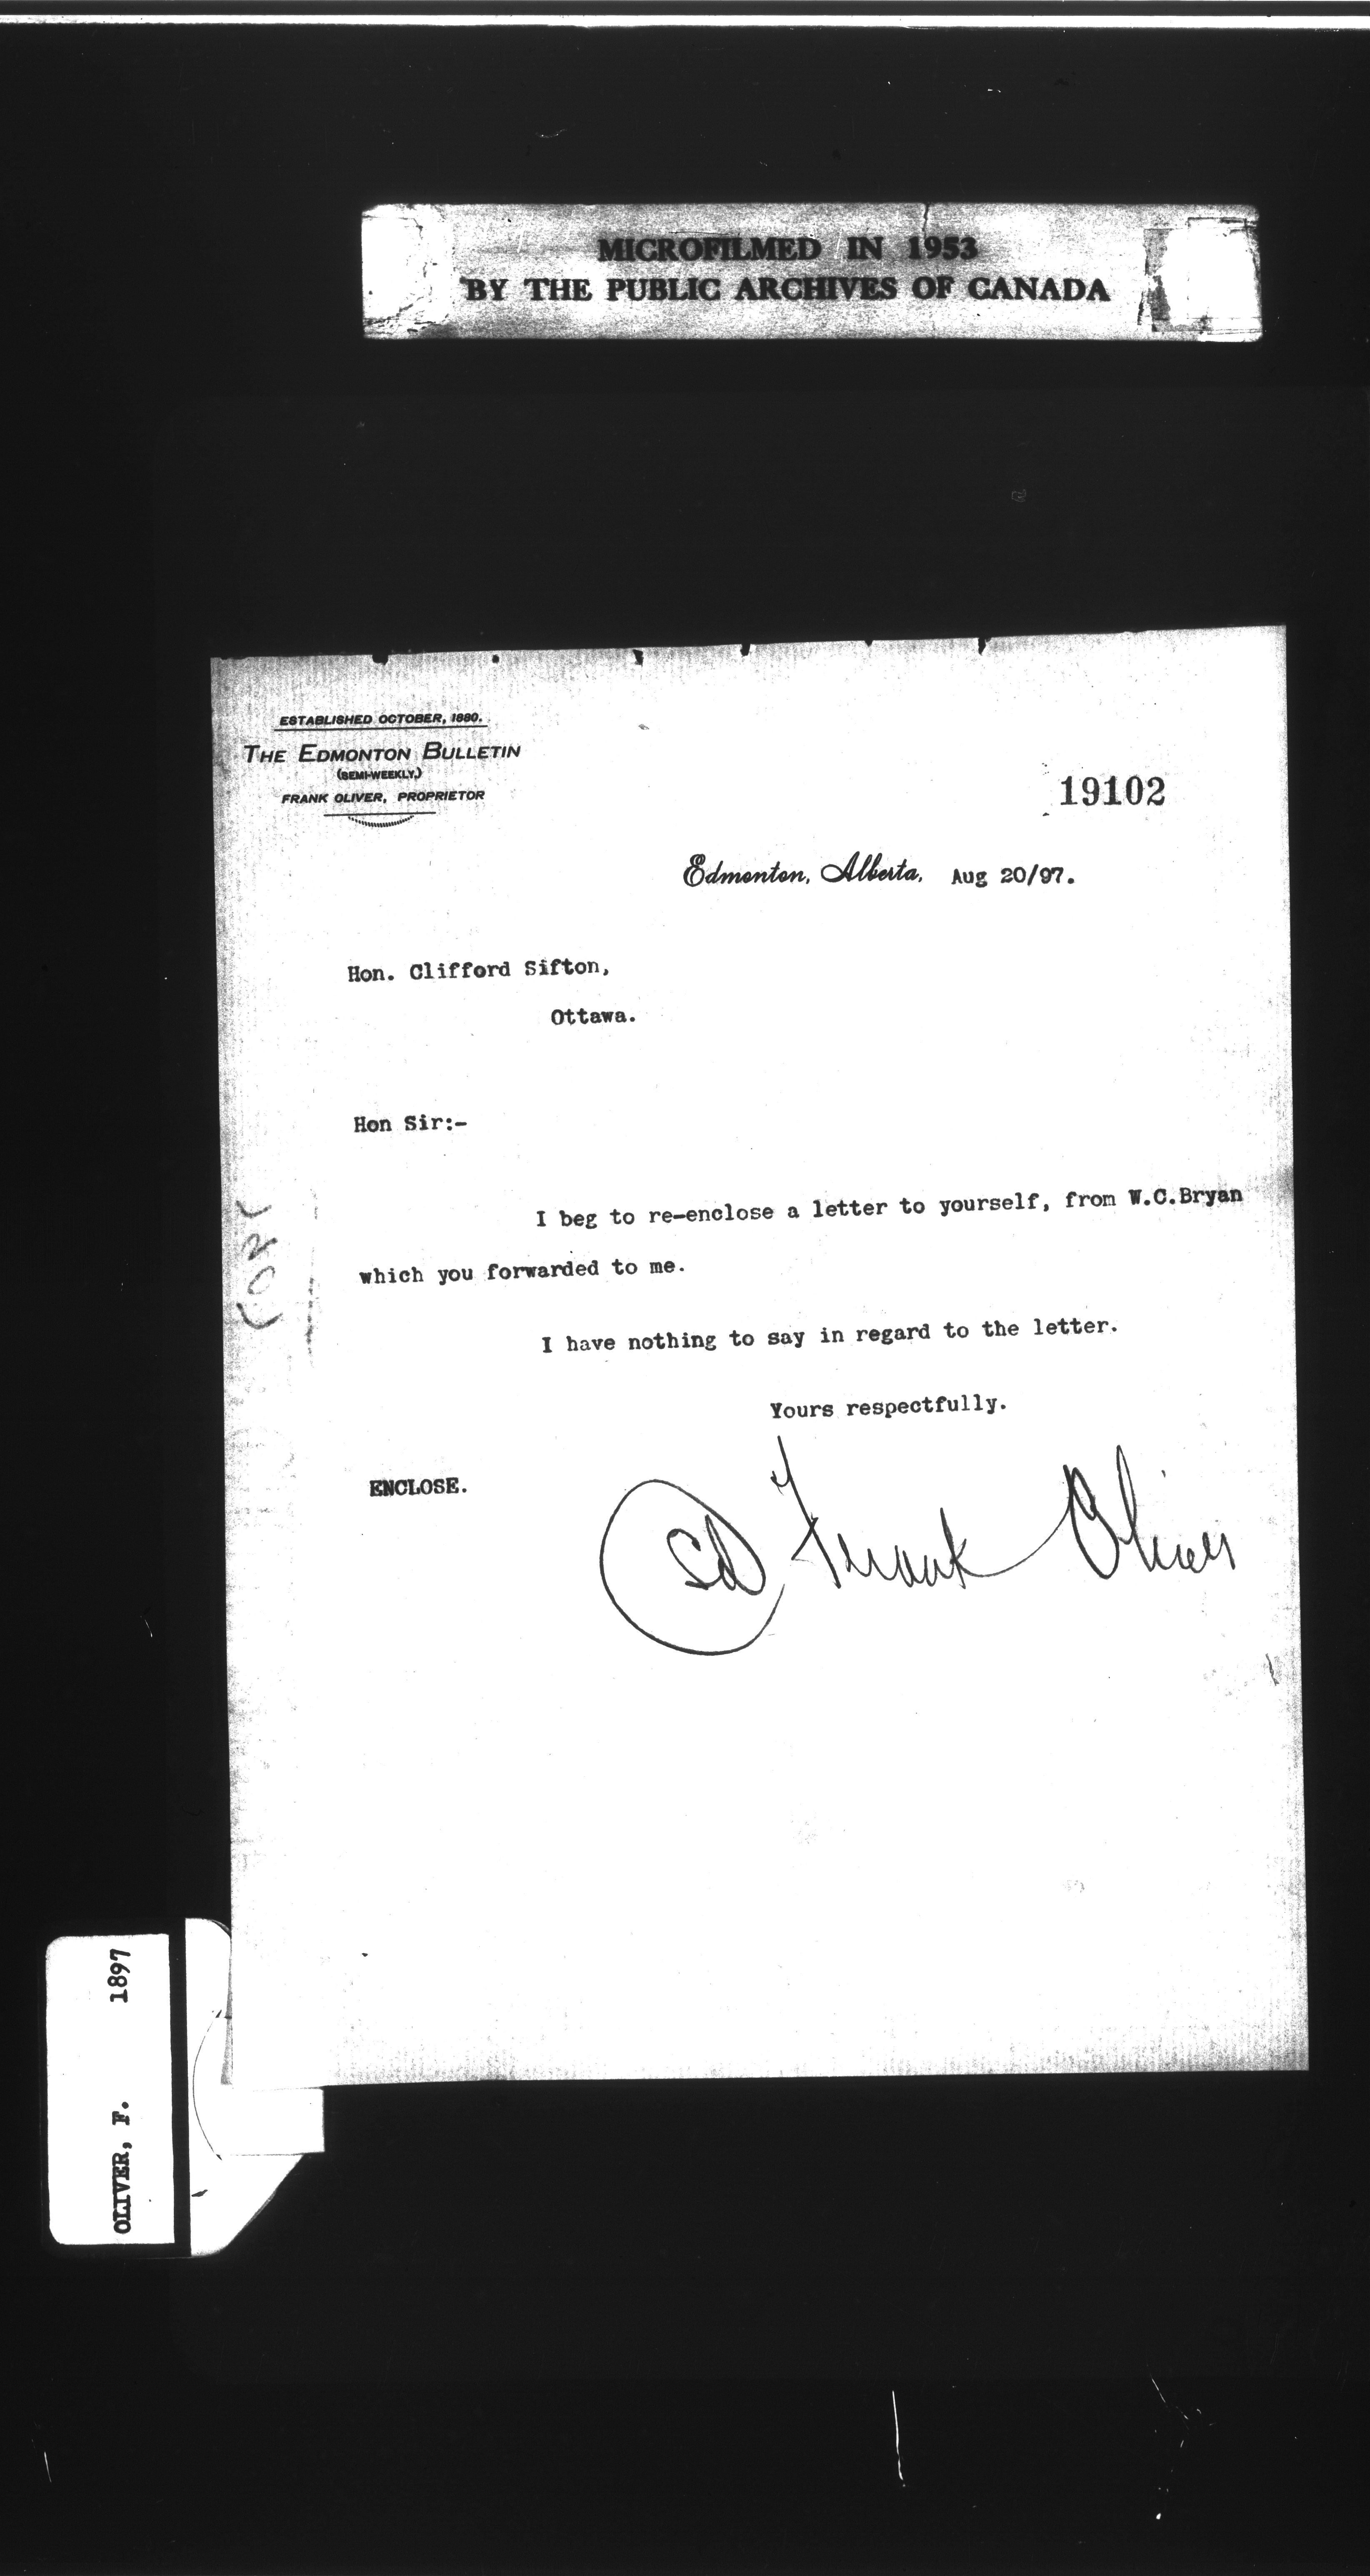 MICROFILMED IN 1953
BY THE PUBLIC ARCHIVES OF CANADA
ESTABLISHED OCTOBER, 1880.
THE EDMONTON BULLETIN
(SEMI-WEEKLY,)
FRANK OLIVER, PROPRIETOR
19102
Edmonton, Alberta, Aug 20/97.
Hon. Clifford Sifton,
Ottawa.
Hon Sir:-
I beg to re-enclose a letter to yourself, from W.C.Bryan
which you forwarded to me.
I have nothing to say in regard to the letter.
Yours respectfully.
ENCLOSE.
Sd Frank Oliver
OLIVER, F. 1897